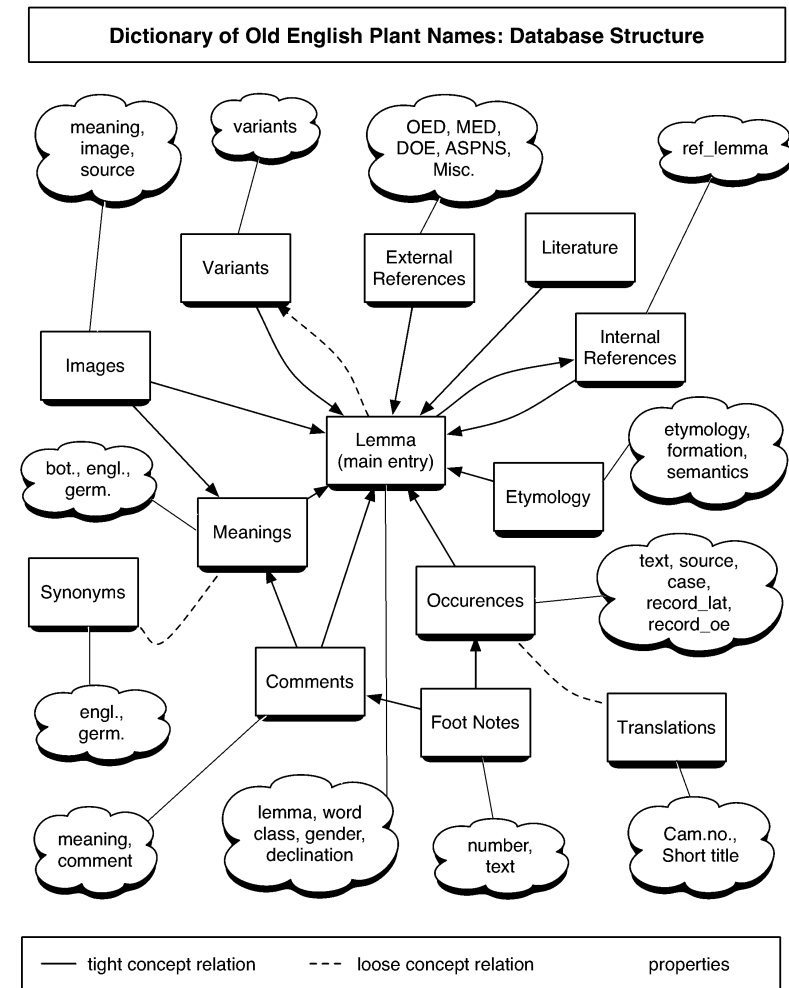 Dictionary of Old English Plant Names: Database Structure
meaning,
image,
source
variants
OED, MED,
DOE, ASPNS,
Misc.
ref_lemma
Variants
External
References
Literature
Images
Internal
References
Lemma
(main entry)
etymology,
formation,
semantics
bot., engl.,
germ.
Meanings
Etymology
Synonyms
Occurences
text, source,
case,
record_lat,
record_oe
Comments
Foot Notes
Translations
engl.,
germ.
meaning,
comment
lemma, word
class, gender,
declination
number,
text
Cam.no.,
Short title
tight concept relation
loose concept relation
properties